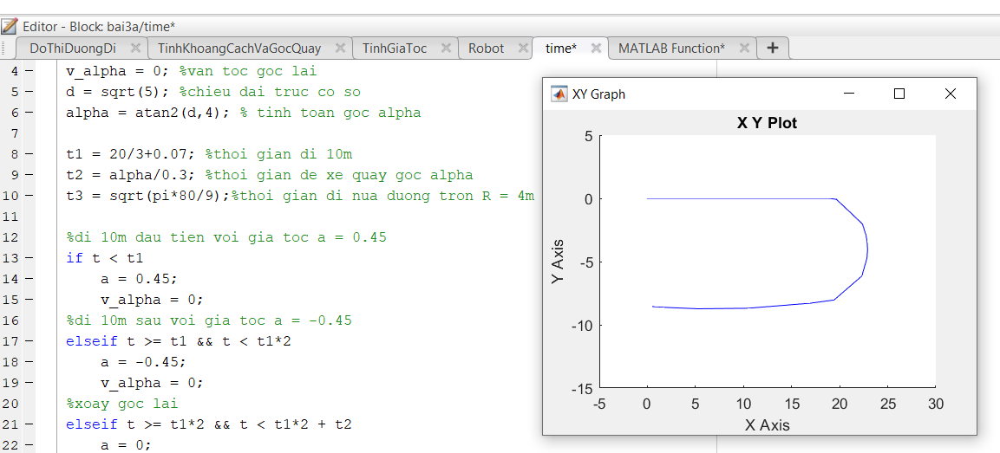 Editor - Block: bai3a/time*
DoThiDuongDi × TinhKhoangCachVaGocQuay × TinhGiaToc × Robot × time* × MATLAB Function* × +
4 – v_alpha = 0; %van toc goc lai
5 – d = sqrt(5); %chieu dai truc co so
6 – alpha = atan2(d,4); % tinh toan goc alpha
7
8 – t1 = 20/3+0.07; %thoi gian di 10m
9 – t2 = alpha/0.3; %thoi gian de xe quay goc alpha
10 – t3 = sqrt(pi*80/9);%thoi gian di nua duong tron R = 4m
11
12 %di 10m dau tien voi gia toc a = 0.45
13 – if t < t1
14 – a = 0.45;
15 – v_alpha = 0;
16 %di 10m sau voi gia toc a = -0.45
17 – elseif t >= t1 && t < t1*2
18 – a = -0.45;
19 – v_alpha = 0;
20 %xoay goc lai
21 – elseif t >= t1*2 && t < t1*2 + t2
22 – a = 0;
XY Graph
X Y Plot
5
0
-5
-10
-15
Y Axis
-5 0 5 10 15 20 25 30
X Axis